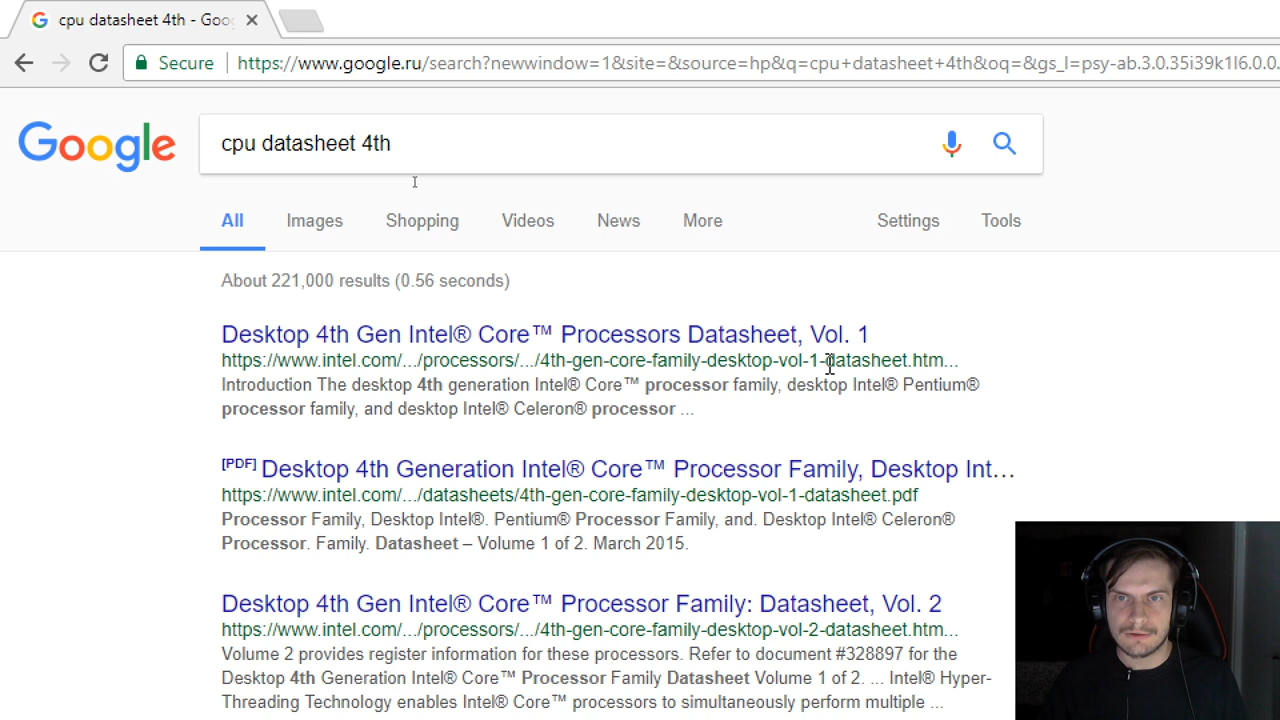 cpu datasheet 4th - Goo
Secure
https://www.google.ru/search?newwindow=1&site=&source=hp&q=cpu+datasheet+4th&oq=&gs_l=psy-ab.3.0.35i39k1l6.0.0.
Google
cpu datasheet 4th
All Images Shopping Videos News More Settings Tools
About 221,000 results (0.56 seconds)
Desktop 4th Gen Intel® Core™ Processors Datasheet, Vol. 1
https://www.intel.com/.../processors/.../4th-gen-core-family-desktop-vol-1-datasheet.htm...
Introduction The desktop 4th generation Intel® Core™ processor family, desktop Intel® Pentium®
processor family, and desktop Intel® Celeron® processor ...
[PDF] Desktop 4th Generation Intel® Core™ Processor Family, Desktop Int...
https://www.intel.com/.../datasheets/4th-gen-core-family-desktop-vol-1-datasheet.pdf
Processor Family, Desktop Intel®. Pentium® Processor Family, and. Desktop Intel® Celeron®
Processor. Family. Datasheet – Volume 1 of 2. March 2015.
Desktop 4th Gen Intel® Core™ Processor Family: Datasheet, Vol. 2
https://www.intel.com/.../processors/.../4th-gen-core-family-desktop-vol-2-datasheet.htm...
Volume 2 provides register information for these processors. Refer to document #328897 for the
Desktop 4th Generation Intel® Core™ Processor Family Datasheet Volume 1 of 2. ... Intel® Hyper-
Threading Technology enables Intel® Core™ processors to simultaneously perform multiple ...